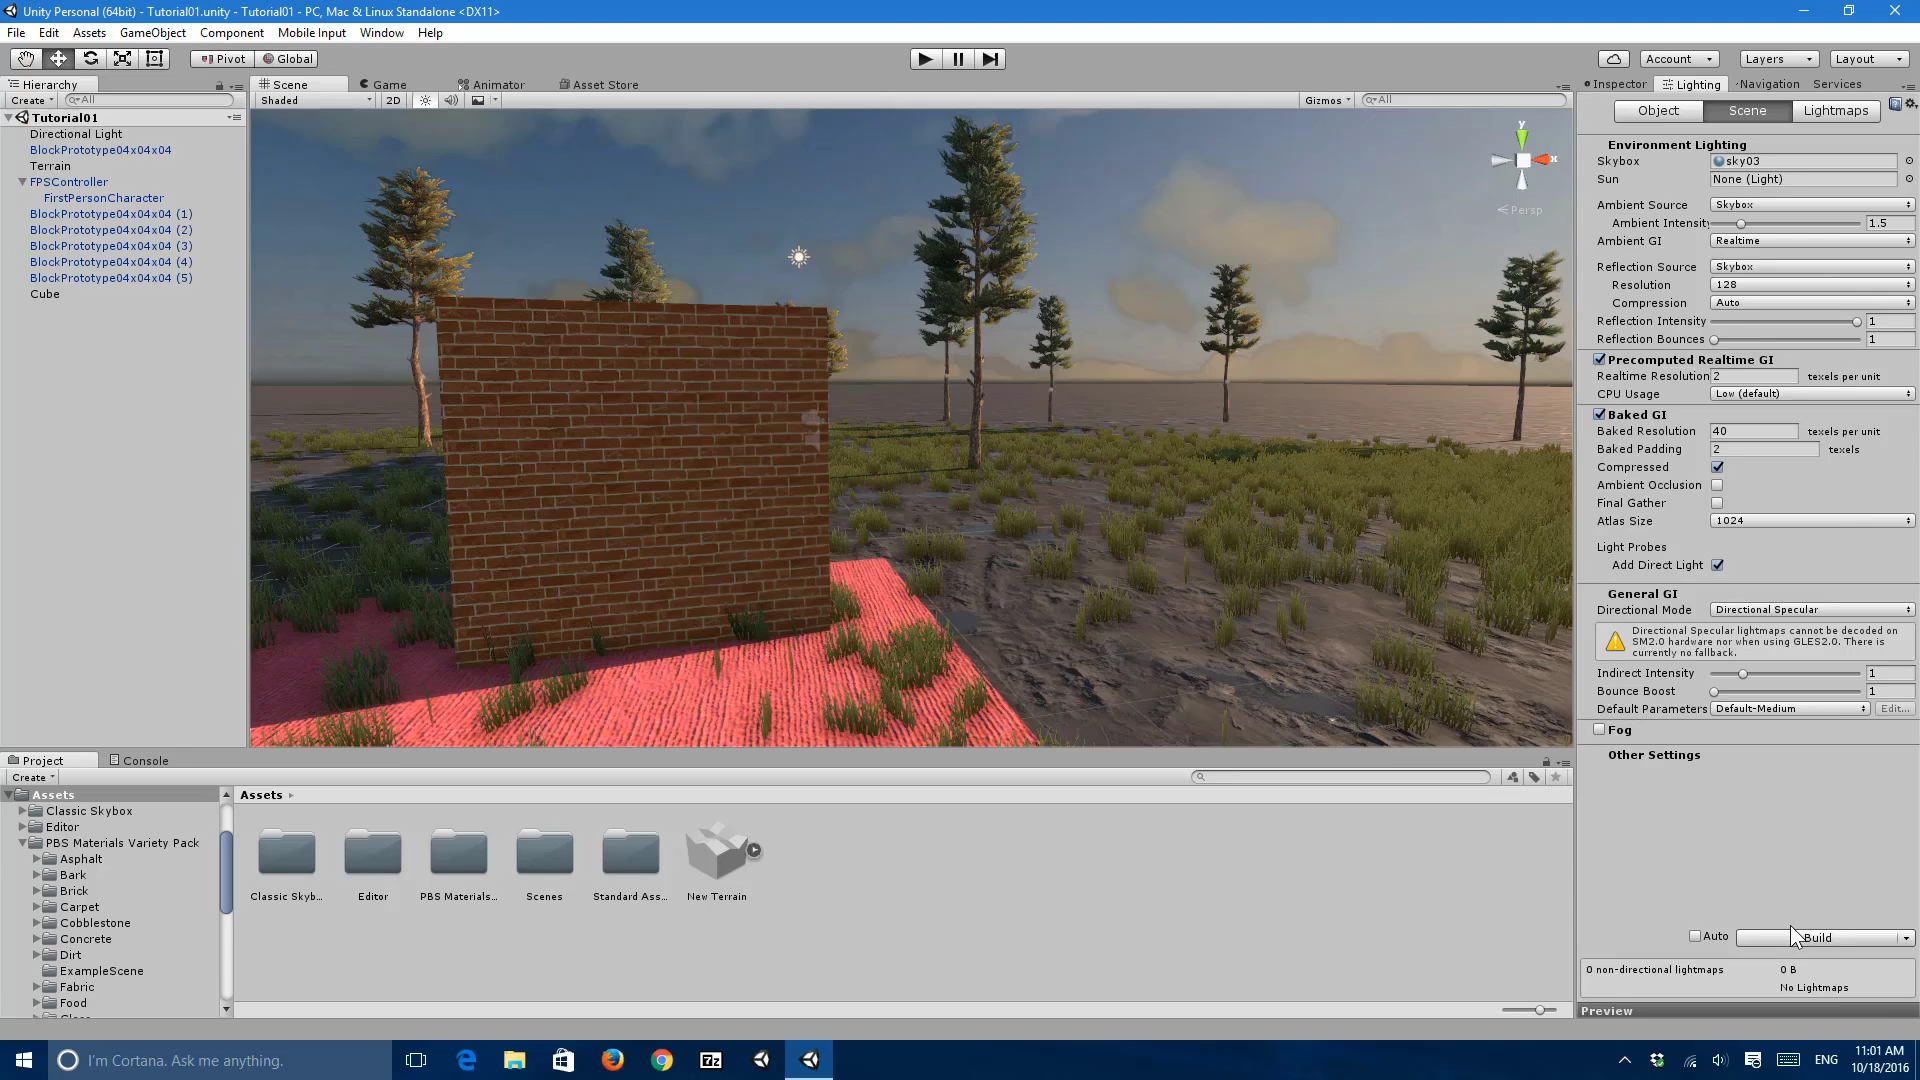 Unity Personal (64bit) - Tutorial01.unity - Tutorial01 - PC, Mac & Linux Standalone <DX11>
File Edit Assets GameObject Component Mobile Input Window Help
Pivot Global Account Layers Layout
Hierarchy
Create All
Tutorial01
Directional Light
BlockPrototype04x04x04
Terrain
FPSController
FirstPersonCharacter
BlockPrototype04x04x04 (1)
BlockPrototype04x04x04 (2)
BlockPrototype04x04x04 (3)
BlockPrototype04x04x04 (4)
BlockPrototype04x04x04 (5)
Cube
Scene Game Animator Asset Store
Shaded 2D Gizmos All
y
x
Persp
Inspector Lighting Navigation Services
Object Scene Lightmaps
Environment Lighting
Skybox sky03
Sun None (Light)
Ambient Source Skybox
Ambient Intensity 1.5
Ambient GI Realtime
Reflection Source Skybox
Resolution 128
Compression Auto
Reflection Intensity 1
Reflection Bounces 1
Precomputed Realtime GI
Realtime Resolution 2 texels per unit
CPU Usage Low (default)
Baked GI
Baked Resolution 40 texels per unit
Baked Padding 2 texels
Compressed
Ambient Occlusion
Final Gather
Atlas Size 1024
Light Probes
Add Direct Light
General GI
Directional Mode Directional Specular
Directional Specular lightmaps cannot be decoded on
SM2.0 hardware nor when using GLES2.0. There is
currently no fallback.
Indirect Intensity 1
Bounce Boost 1
Default Parameters Default-Medium Edit...
Fog
Other Settings
Auto Build
0 non-directional lightmaps 0 B
No Lightmaps
Preview
Project Console
Create
Assets
Classic Skybox
Editor
PBS Materials Variety Pack
Asphalt
Bark
Brick
Carpet
Cobblestone
Concrete
Dirt
ExampleScene
Fabric
Food
Assets
Classic Skyb... Editor PBS Materials... Scenes Standard Ass... New Terrain
I'm Cortana. Ask me anything.
7z
ENG
11:01 AM
10/18/2016